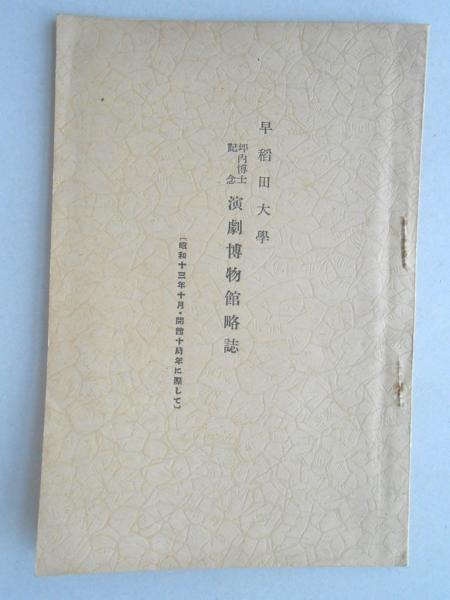 早稻田大學
坪內博士
記念
演劇博物館略誌
〔昭和十三年十月・開館十周年に際して〕